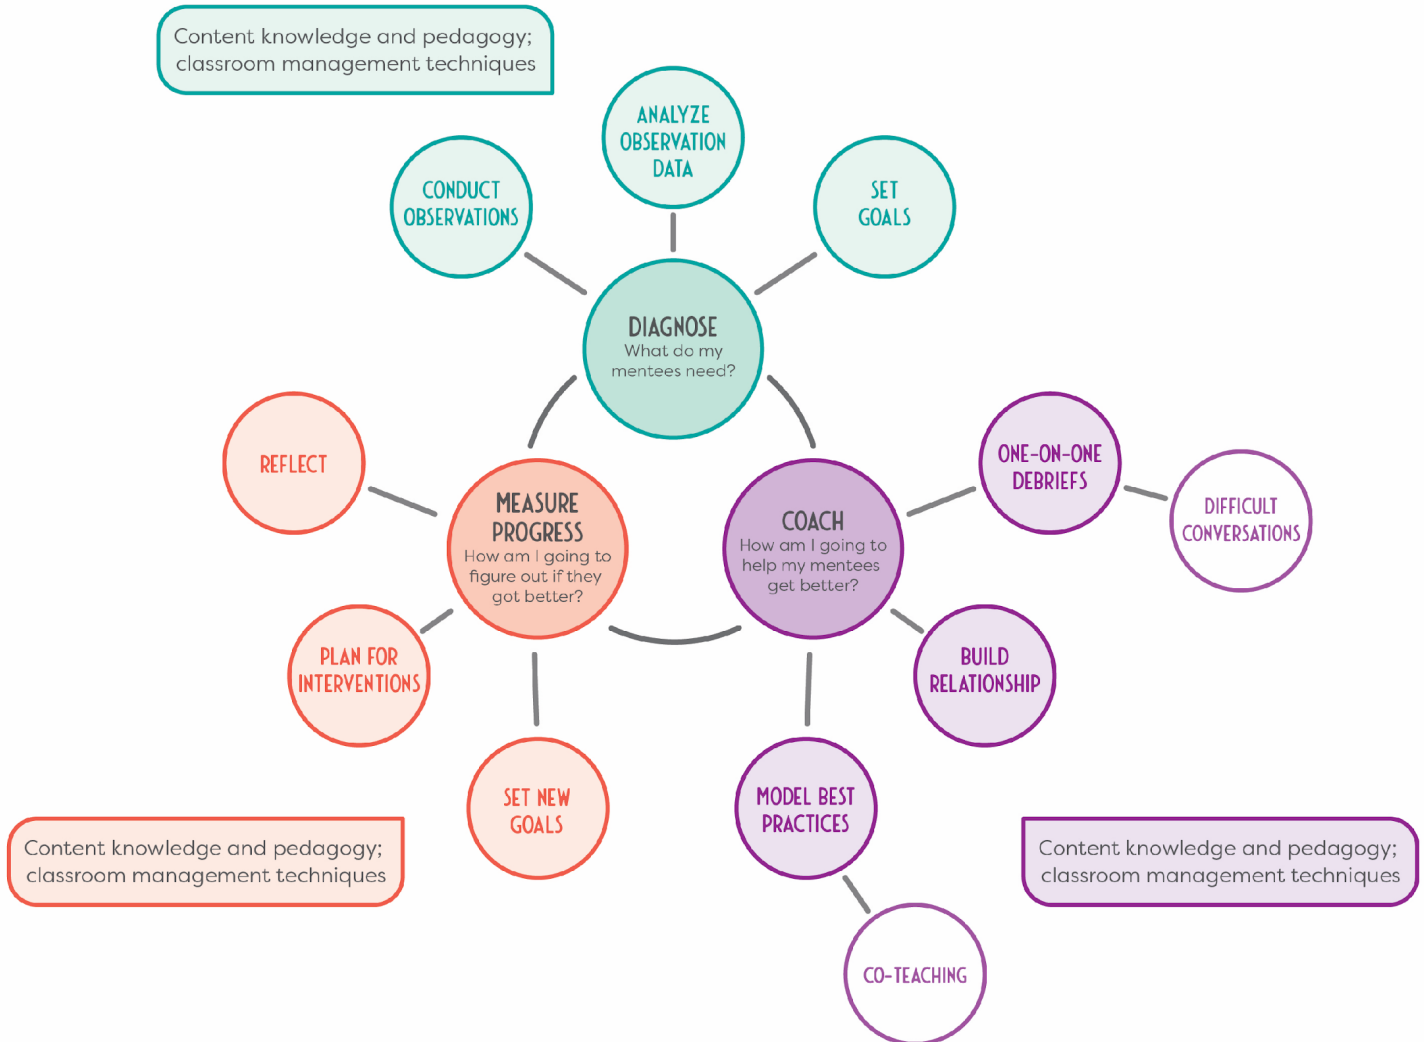 Content knowledge and pedagogy;
classroom management techniques
ANALYZE
OBSERVATION
DATA
CONDUCT
OBSERVATIONS
SET
GOALS
DIAGNOSE
What do my
mentees need?
REFLECT
MEASURE
PROGRESS
How am I going to
figure out if they
got better?
COACH
How am I going to
help my mentees
get better?
ONE-ON-ONE
DEBRIEFS
DIFFICULT
CONVERSATIONS
PLAN FOR
INTERVENTIONS
BUILD
RELATIONSHIP
SET NEW
GOALS
MODEL BEST
PRACTICES
Content knowledge and pedagogy;
classroom management techniques
Content knowledge and pedagogy;
classroom management techniques
CO-TEACHING